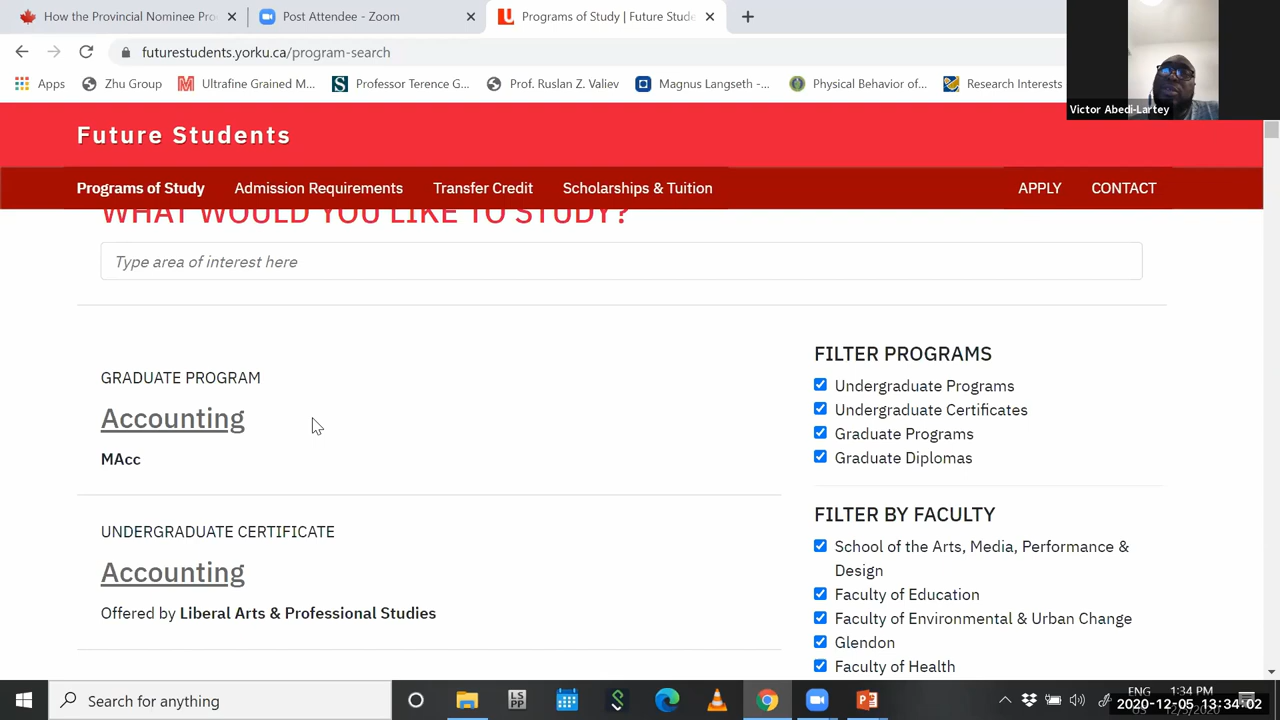 How the Provincial Nominee Pro
Post Attendee - Zoom
Programs of Study | Future Stude
futurestudents.yorku.ca/program-search
Apps
Zhu Group
Ultrafine Grained M...
Professor Terence G...
Prof. Ruslan Z. Valiev
Magnus Langseth -...
Physical Behavior of...
Research Interests
Victor Abedi-Lartey
Future Students
Programs of Study
Admission Requirements
Transfer Credit
Scholarships & Tuition
APPLY
CONTACT
WHAT WOULD YOU LIKE TO STUDY?
Type area of interest here
GRADUATE PROGRAM
Accounting
MAcc
UNDERGRADUATE CERTIFICATE
Accounting
Offered by Liberal Arts & Professional Studies
FILTER PROGRAMS
Undergraduate Programs
Undergraduate Certificates
Graduate Programs
Graduate Diplomas
FILTER BY FACULTY
School of the Arts, Media, Performance &
Design
Faculty of Education
Faculty of Environmental & Urban Change
Glendon
Faculty of Health
Search for anything
LS
PP
ENG
1:34 PM
2020-12-05 13:34:02